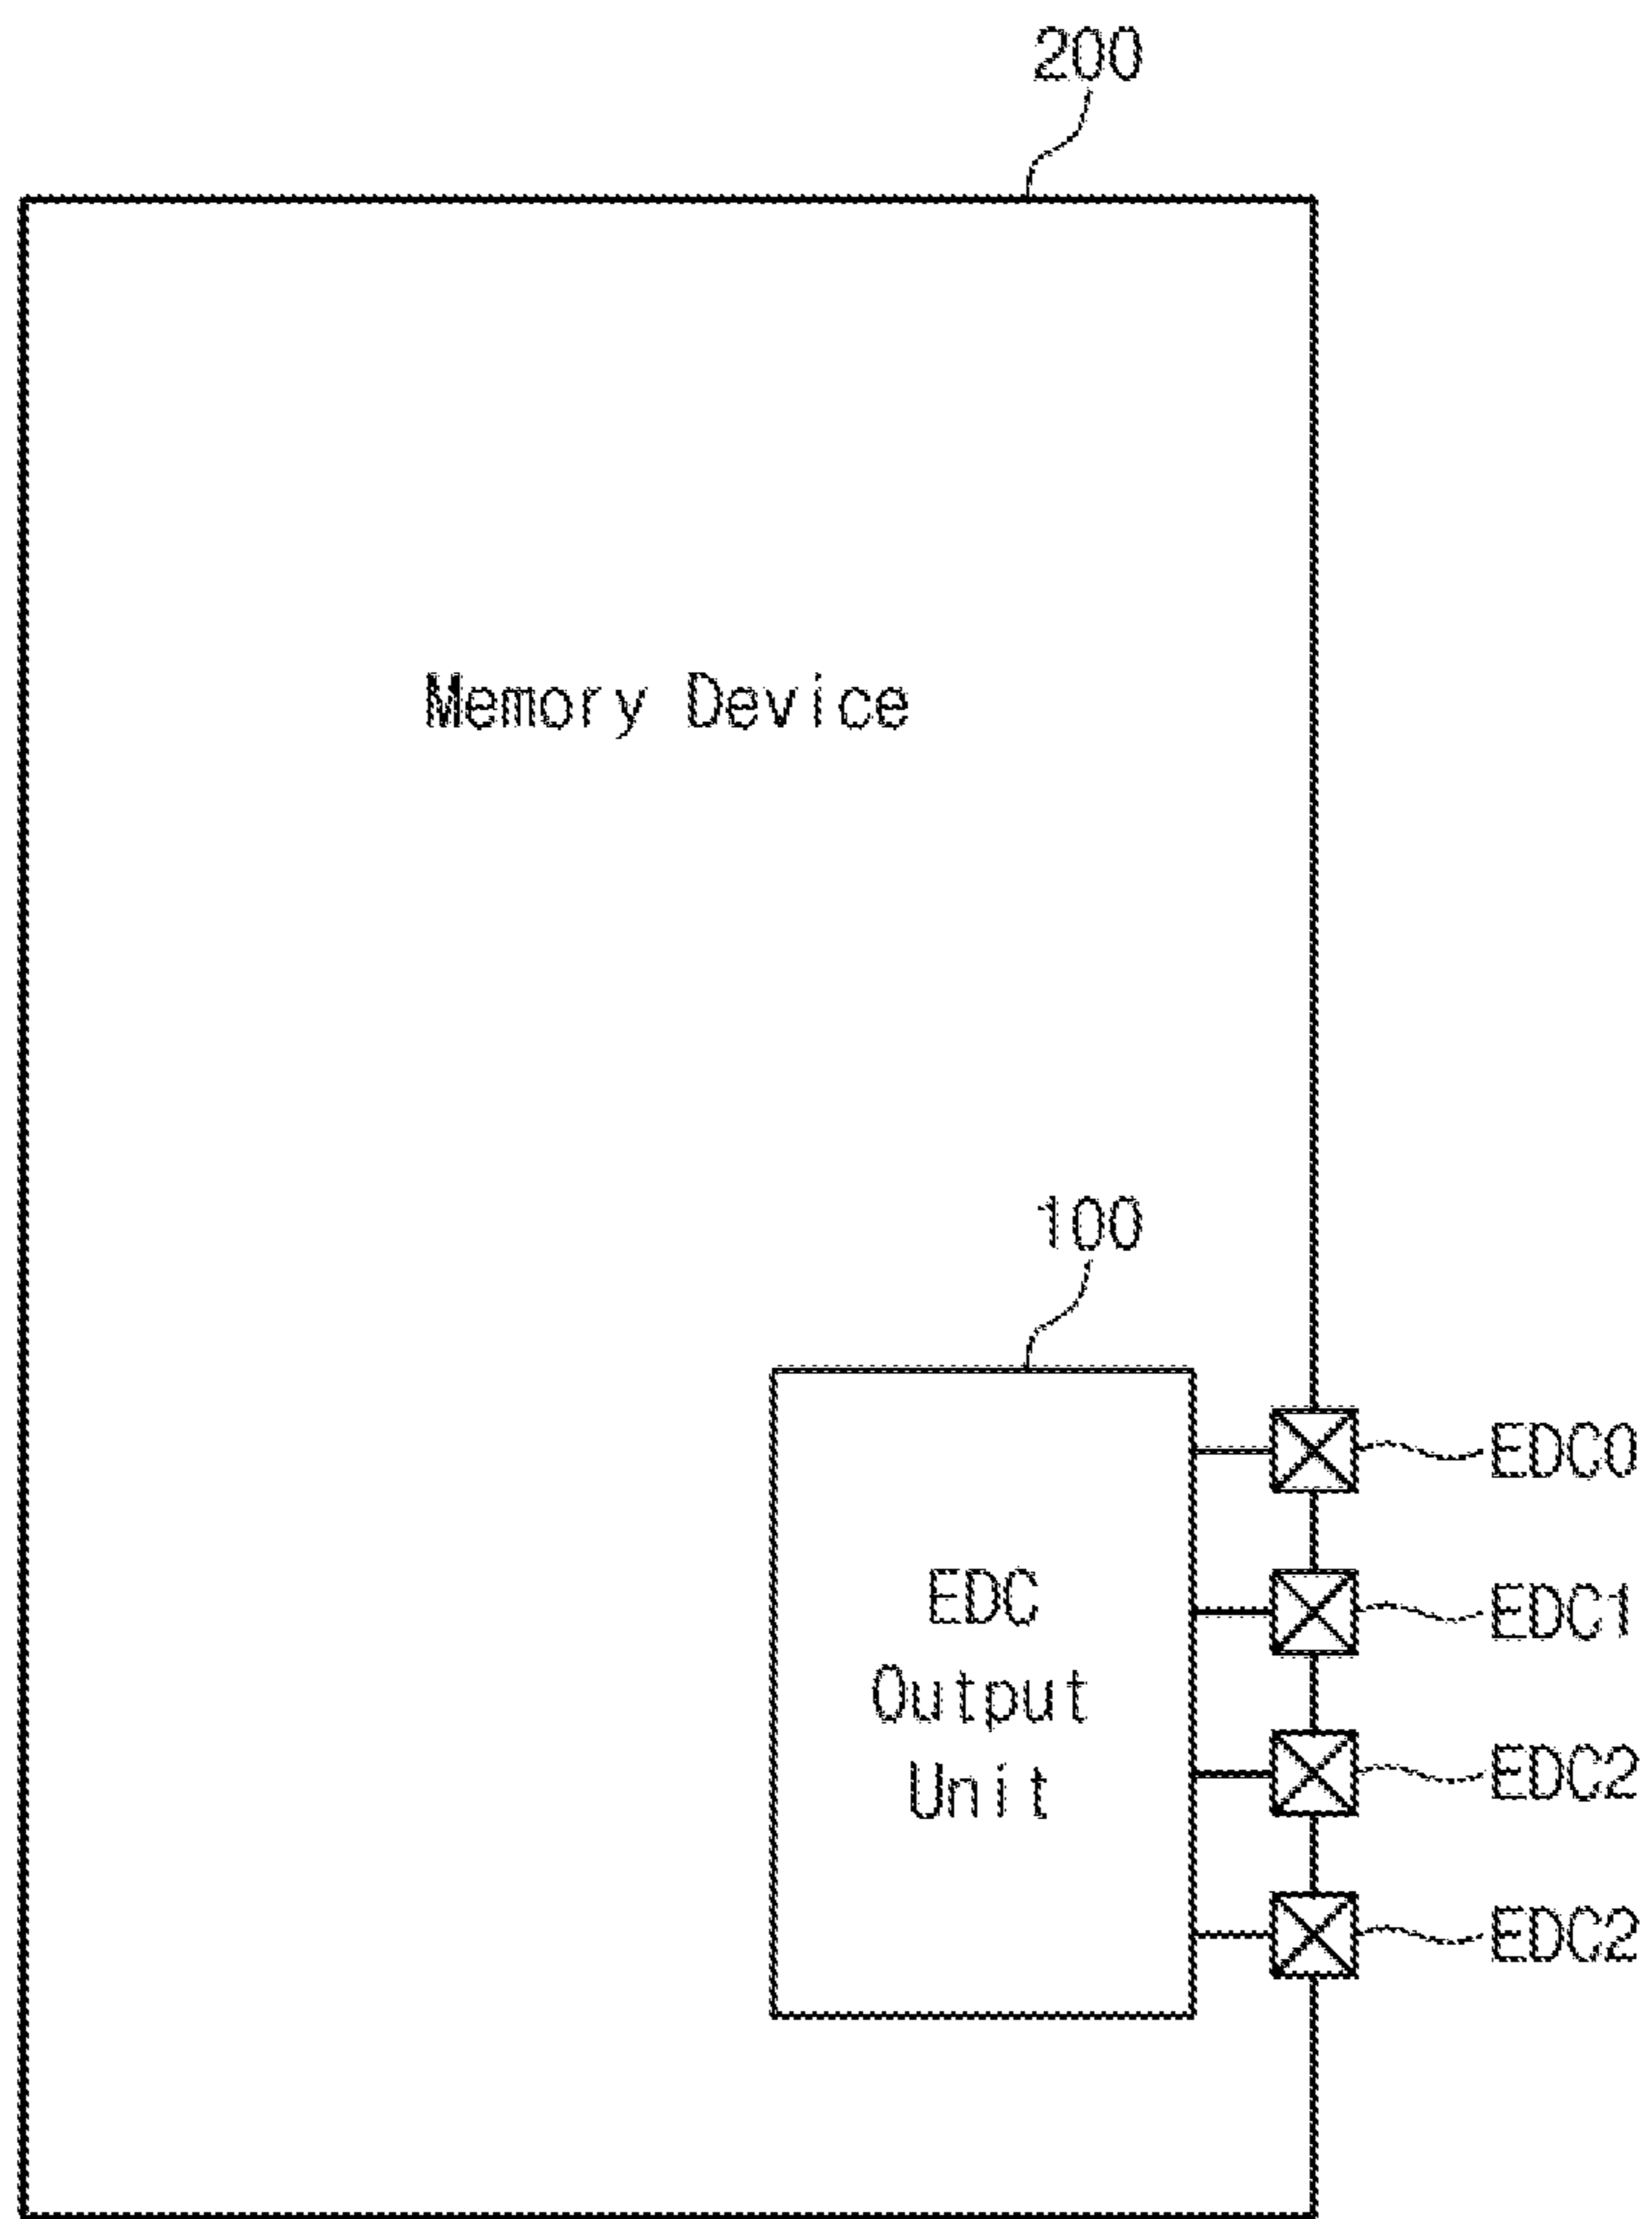 200
Memory Device
100
EDC0
EDC1
EDC2
EDC2
EDC
Output
Unit